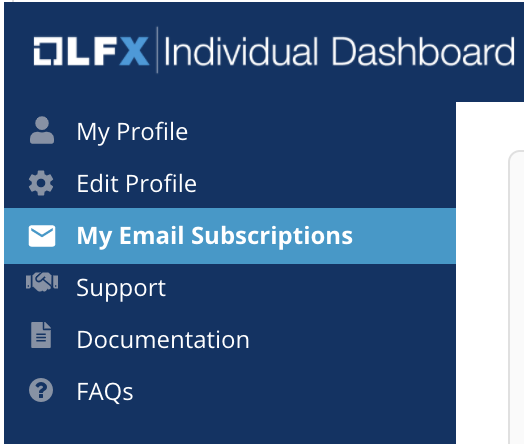 LFX Individual Dashboard
My Profile
Edit Profile
My Email Subscriptions
Support
Documentation
FAQs